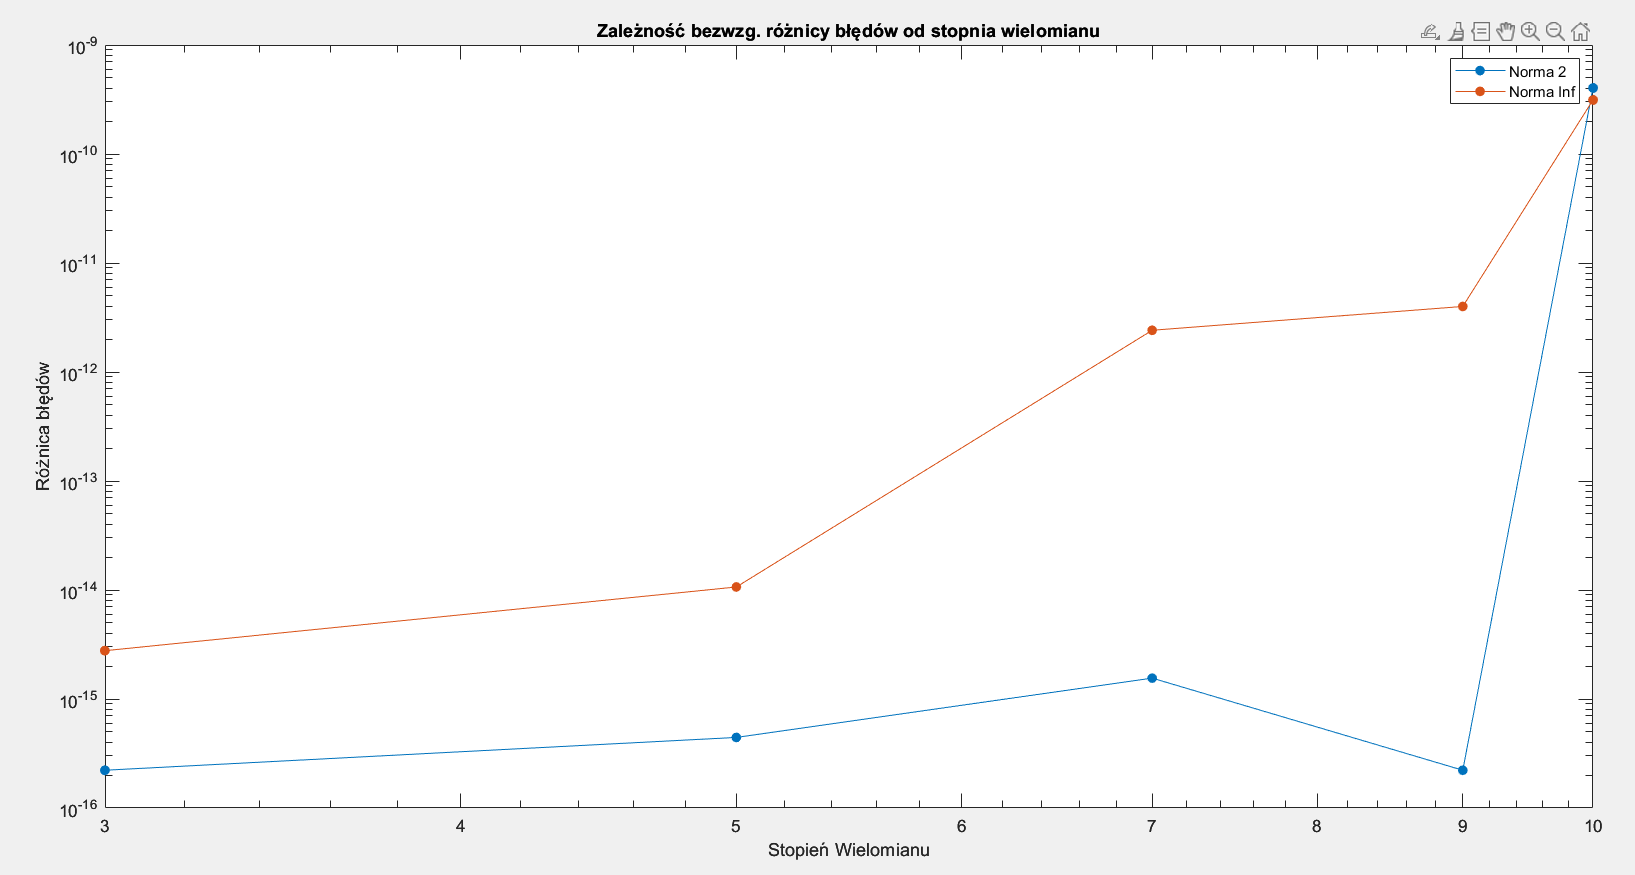 Zależność bezwzg. różnicy błędów od stopnia wielomianu
Norma 2
Norma Inf
10^-9
10^-10
10^-11
10^-12
10^-13
10^-14
10^-15
10^-16
Różnica błędów
3 4 5 6 7 8 9 10
Stopień Wielomianu